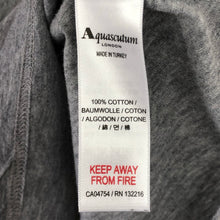 Aquascutum
LONDON
MADE IN TURKEY
100% COTTON /
BAUMWOLLE / COTON
/ ALGODON / COTONE
/ 綿 / 면 / 棉
KEEP AWAY
FROM FIRE
CA04754 / RN 132216